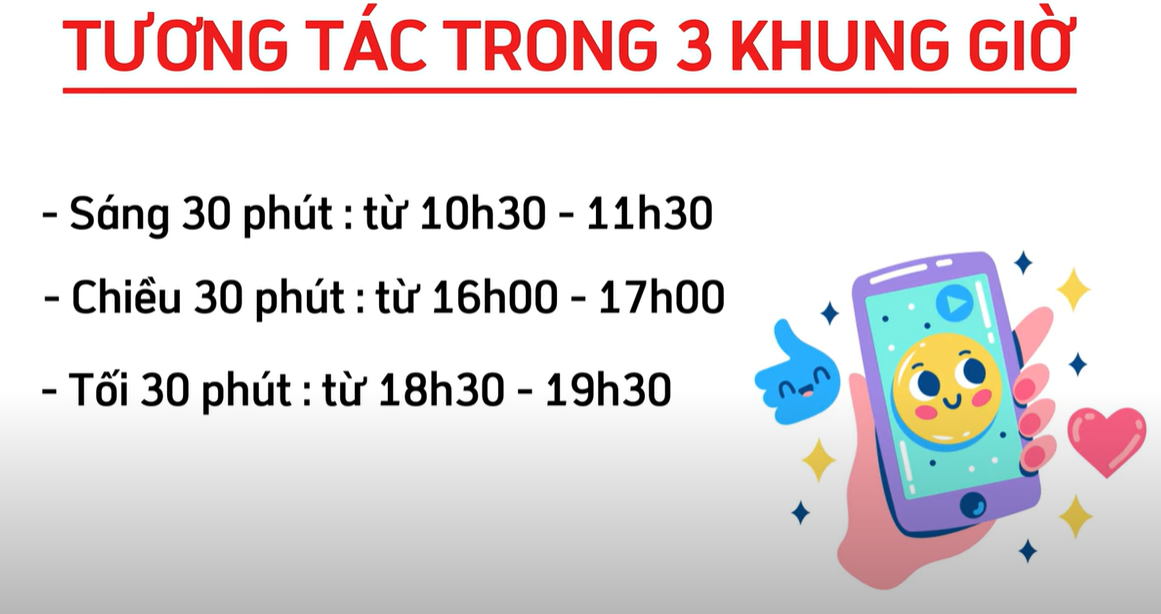 TƯƠNG TÁC TRONG 3 KHUNG GIỜ
- Sáng 30 phút : từ 10h30 - 11h30
- Chiều 30 phút : từ 16h00 - 17h00
- Tối 30 phút : từ 18h30 - 19h30